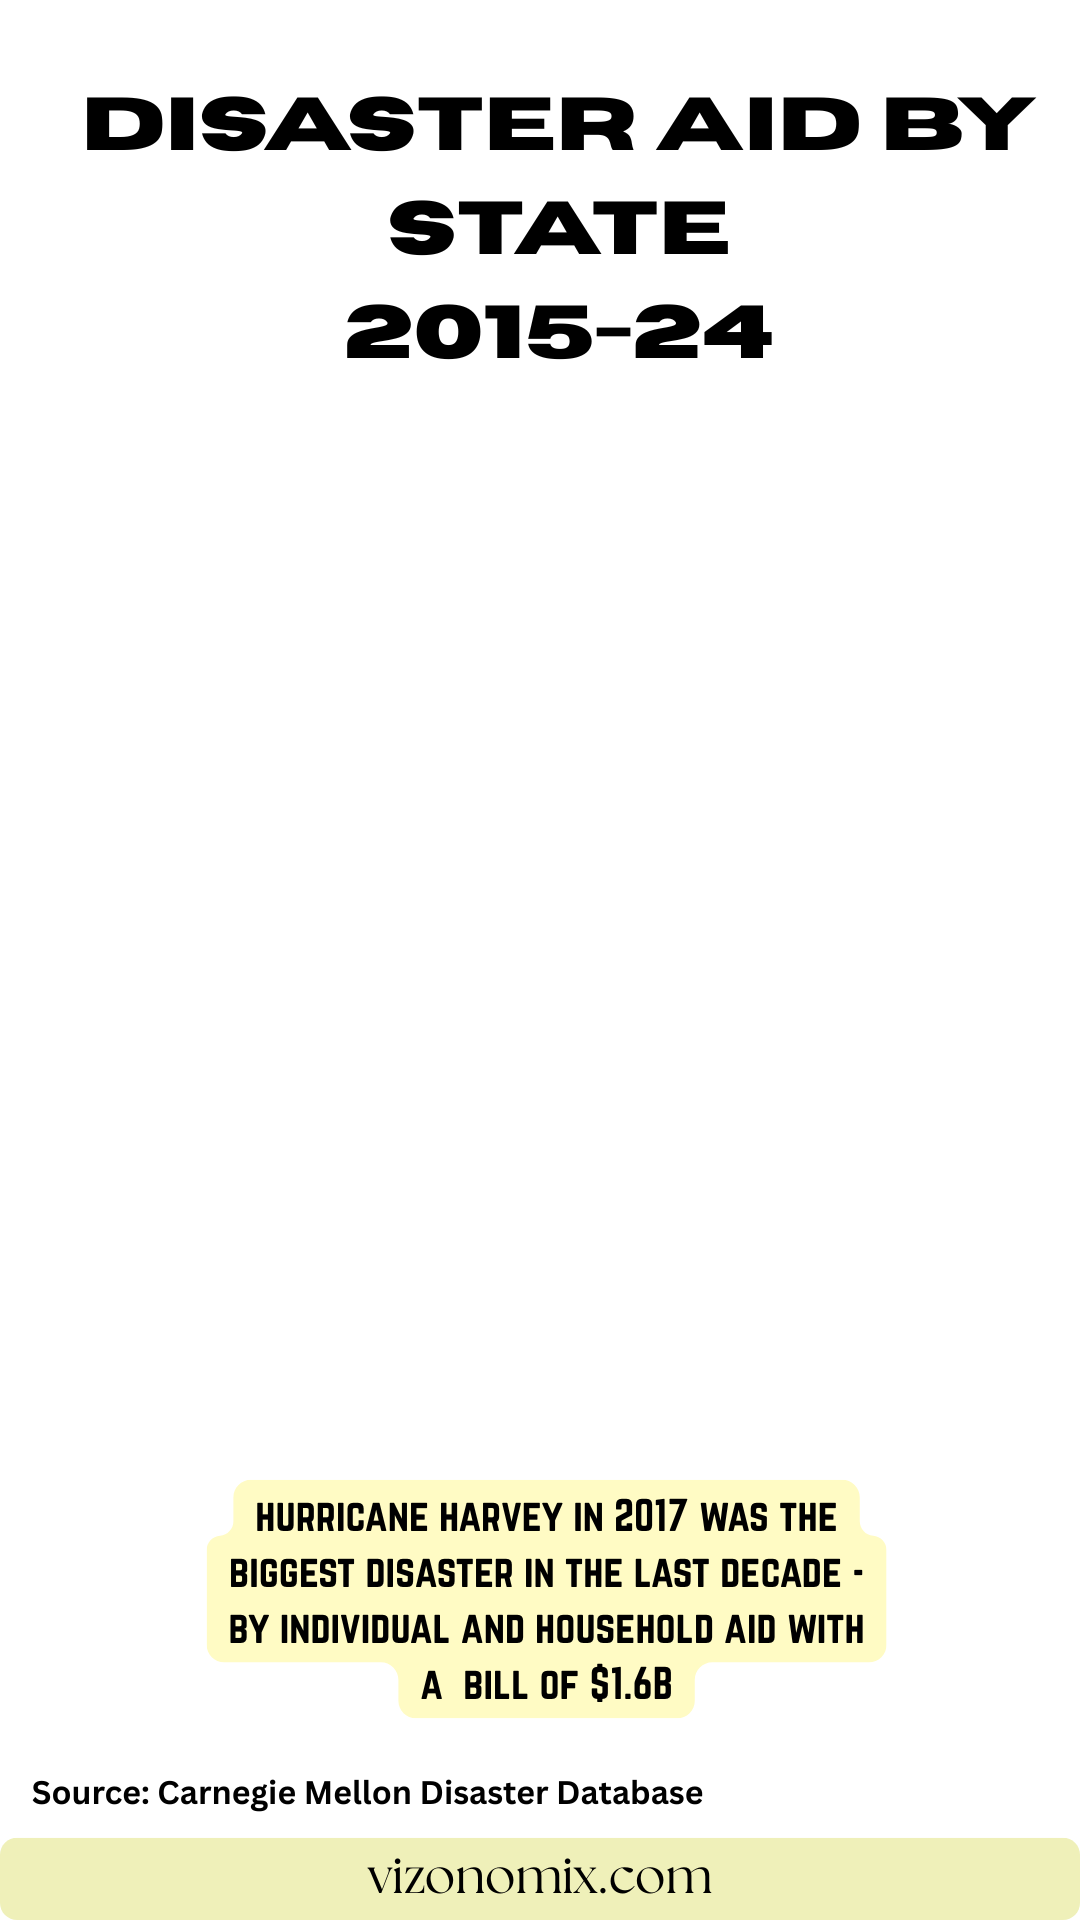 DISASTER AID BY
STATE
2015-24
HURRICANE HARVEY IN 2017 WAS THE
BIGGEST DISASTER IN THE LAST DECADE -
BY INDIVIDUAL AND HOUSEHOLD AID WITH
A BILL OF $1.6B
Source: Carnegie Mellon Disaster Database
vizonomix.com